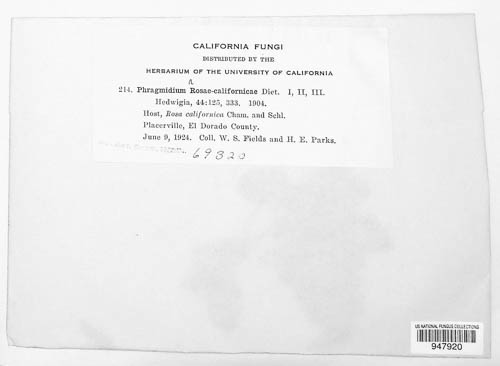 CALIFORNIA FUNGI
DISTRIBUTED BY THE
HERBARIUM OF THE UNIVERSITY OF CALIFORNIA
214. Phragmidium Rosae-californicae Diet. I, II, III.
Hedwigia, 44:125, 333. 1904.
Host, Rosa californica Cham. and Schl.
Placerville, El Dorado County.
June 9, 1924. Coll. W. S. Fields and H. E. Parks.
69320
US NATIONAL FUNGUS COLLECTIONS
947920